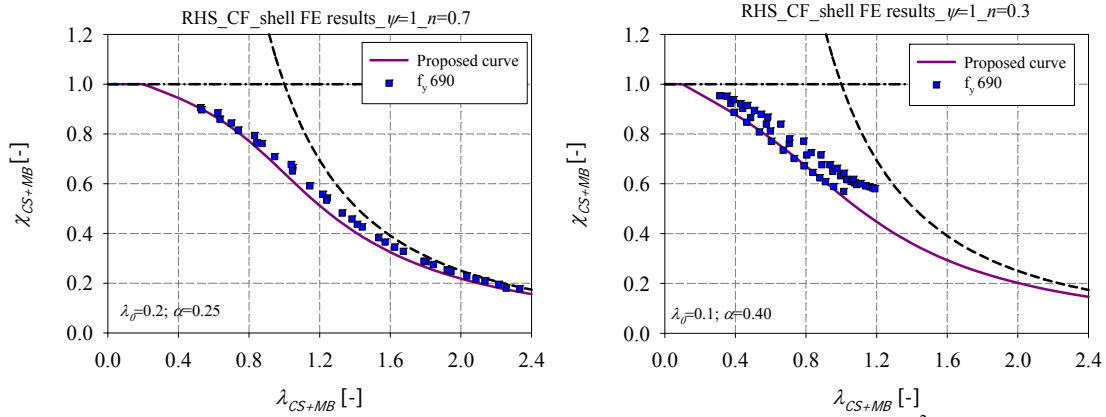 RHS_CF_shell FE results_ψ=1_n=0.7
1.2
1.0
0.8
0.6
0.4
0.2
0.0
χCS+MB [-]
Proposed curve
fy 690
λ0=0.2; α=0.25
0.0 0.4 0.8 1.2 1.6 2.0 2.4
λCS+MB [-]
RHS_CF_shell FE results_ψ=1_n=0.3
1.2
1.0
0.8
0.6
0.4
0.2
0.0
χCS+MB [-]
Proposed curve
fy 690
λ0=0.1; α=0.40
0.0 0.4 0.8 1.2 1.6 2.0 2.4
λCS+MB [-]